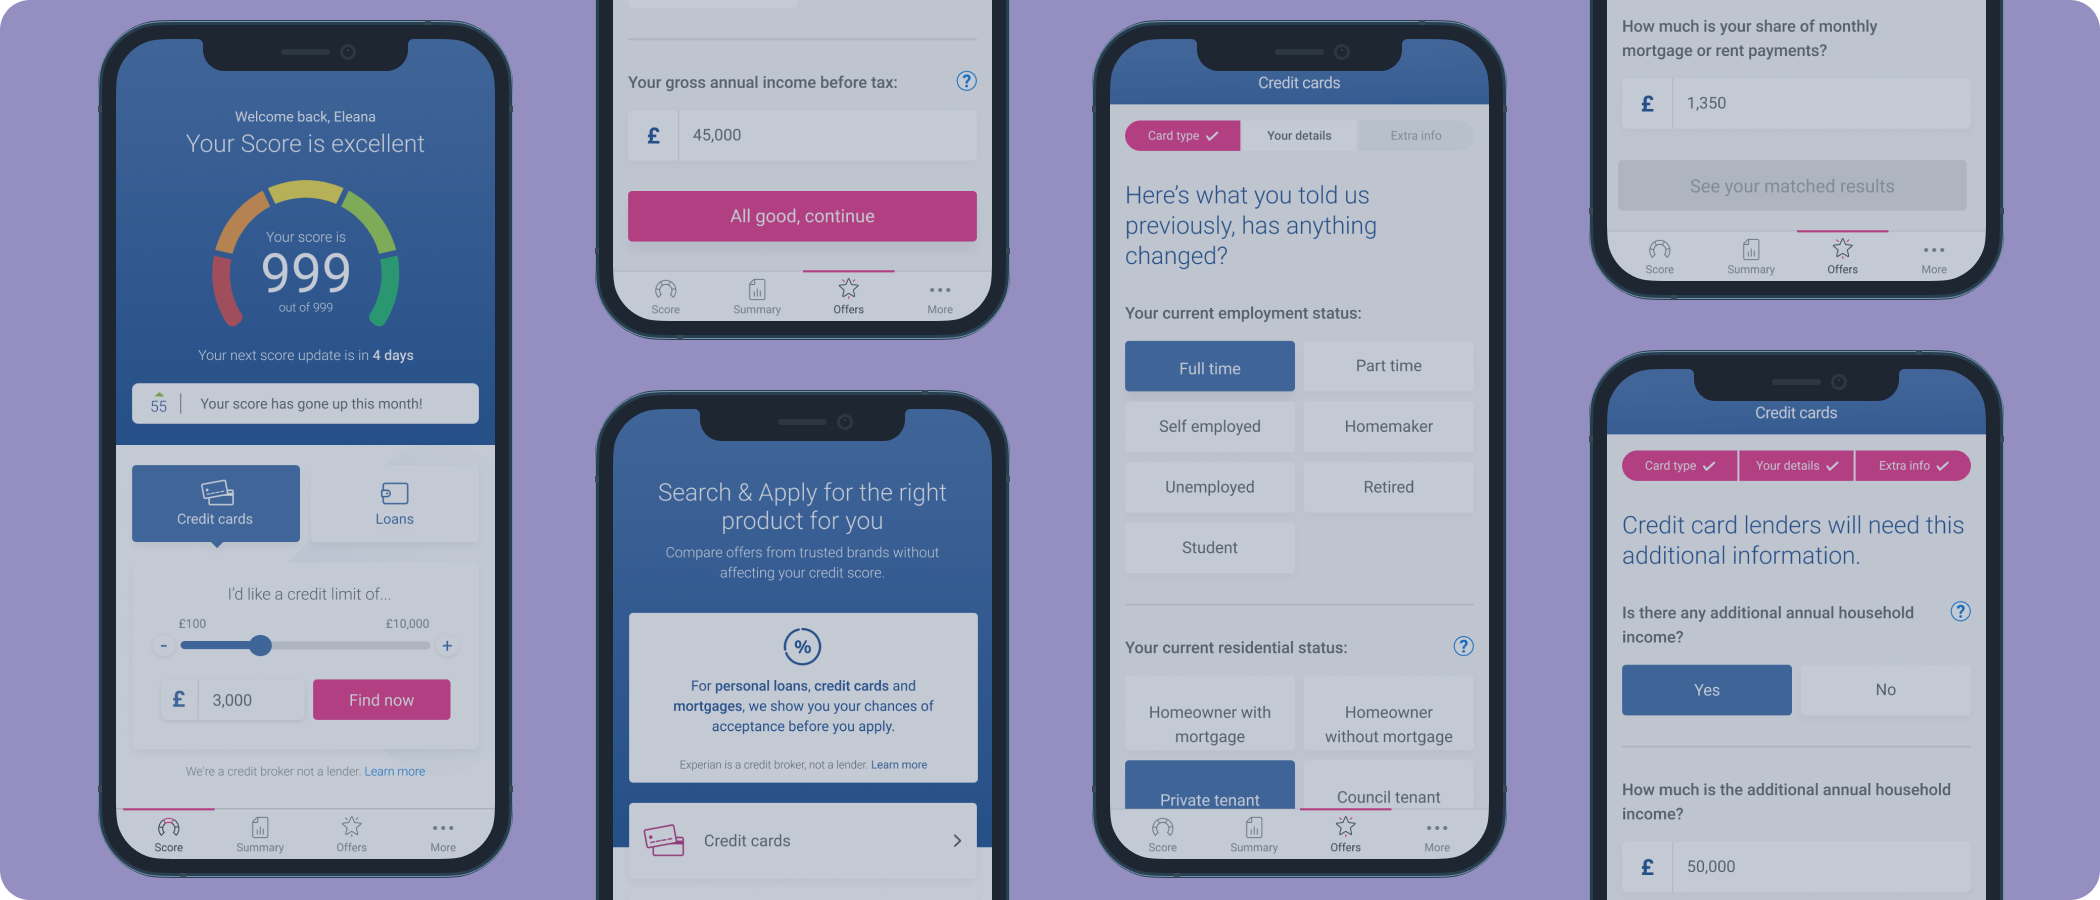 Welcome back, Eleana
Your Score is excellent
Your score is
999
out of 999
Your next score update is in 4 days
55
Your score has gone up this month!
Credit cards
Loans
I'd like a credit limit of...
£100
£10,000
-
+
£
3,000
Find now
We're a credit broker not a lender. Learn more
Score
Summary
Offers
More
Your gross annual income before tax:
?
£
45,000
All good, continue
Score
Summary
Offers
More
Search & Apply for the right
product for you
Compare offers from trusted brands without
affecting your credit score.
%
For personal loans, credit cards and
mortgages, we show you your chances of
acceptance before you apply.
Experian is a credit broker, not a lender. Learn more
Credit cards
Credit cards
Card type
Your details
Extra info
Here's what you told us
previously, has anything
changed?
Your current employment status:
Full time
Part time
Self employed
Homemaker
Unemployed
Retired
Student
Your current residential status:
?
Homeowner with
mortgage
Homeowner
without mortgage
Private tenant
Council tenant
Score
Summary
Offers
More
How much is your share of monthly
mortgage or rent payments?
£
1,350
See your matched results
Score
Summary
Offers
More
Credit cards
Card type
Your details
Extra info
Credit card lenders will need this
additional information.
Is there any additional annual household
income?
?
Yes
No
How much is the additional annual household
income?
£
50,000